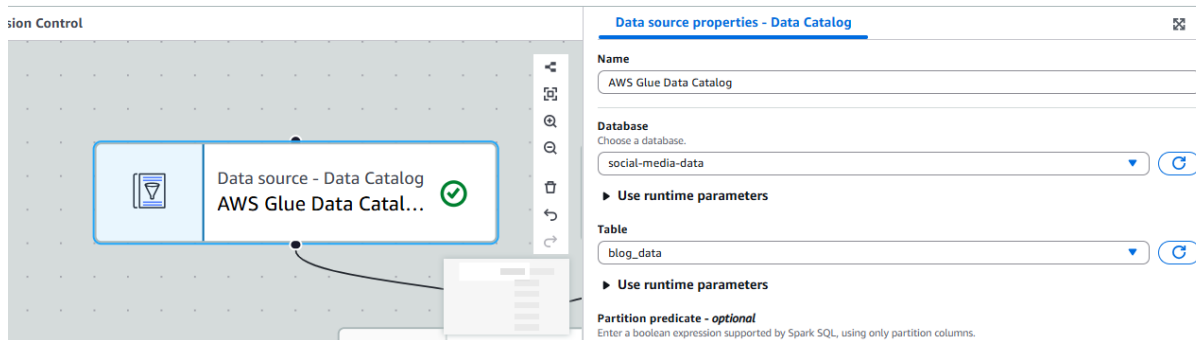 sion Control
Data source - Data Catalog
AWS Glue Data Catal...
Data source properties - Data Catalog
Name
AWS Glue Data Catalog
Database
Choose a database.
social-media-data
Use runtime parameters
Table
blog_data
Use runtime parameters
Partition predicate - optional
Enter a boolean expression supported by Spark SQL, using only partition columns.